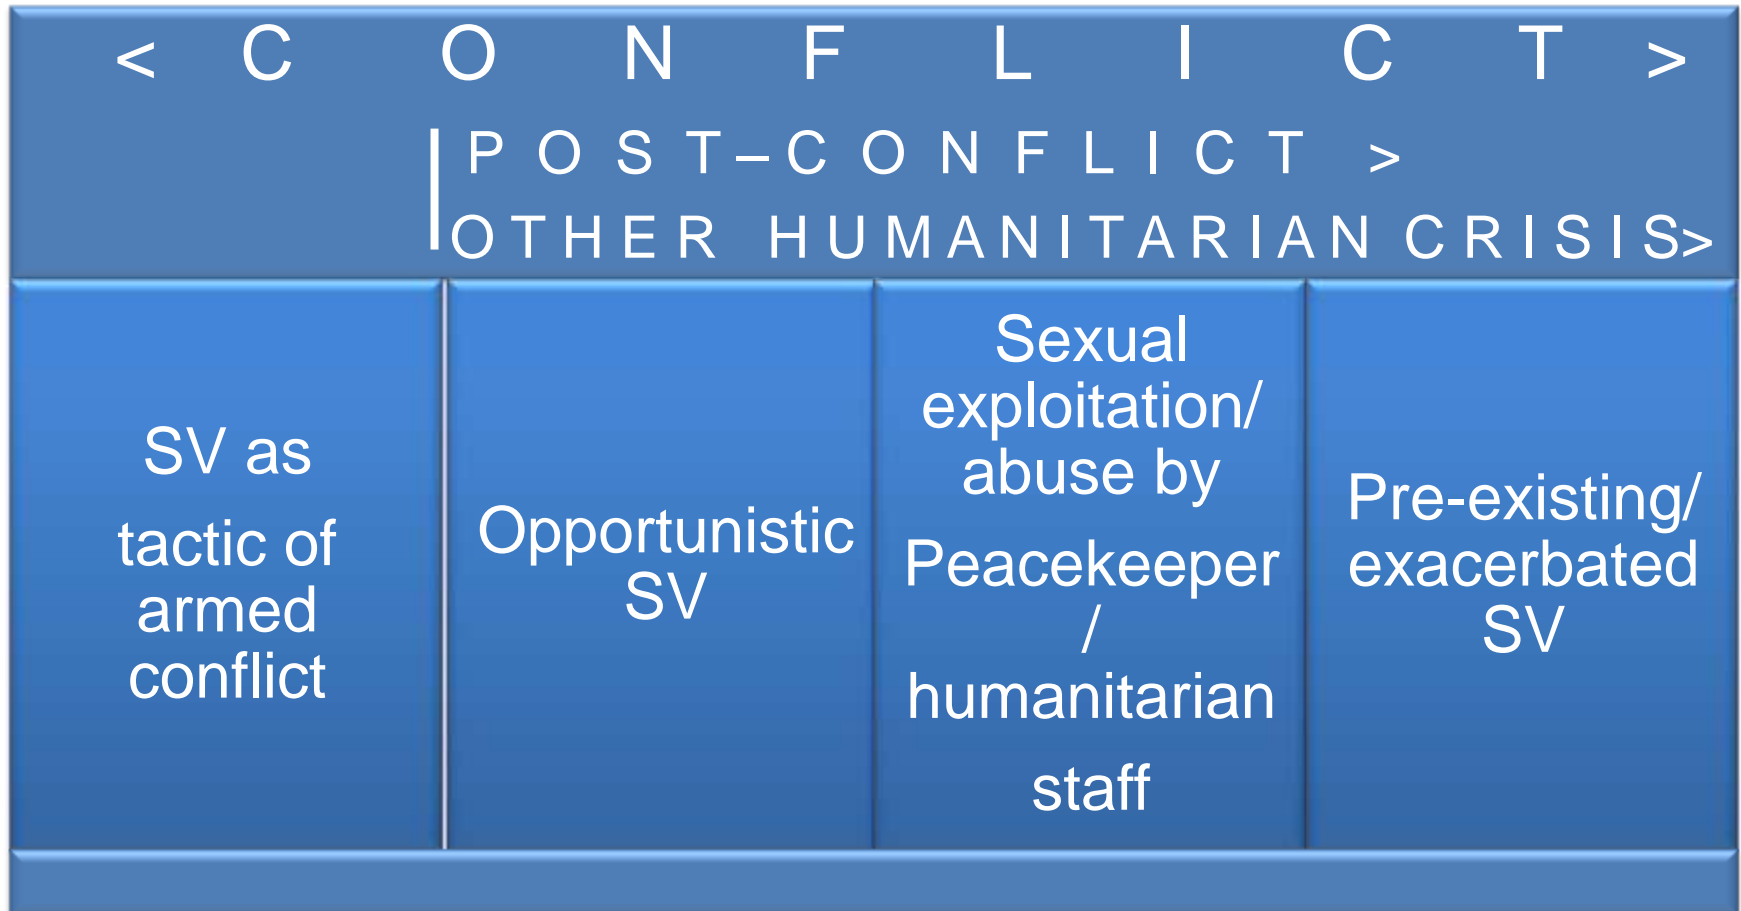 < C O N F L I C T >
P O S T – C O N F L I C T >
O T H E R H U M A N I T A R I A N C R I S I S>
SV as
tactic of
armed
conflict
Opportunistic
SV
Sexual
exploitation/
abuse by
Peacekeeper
/
humanitarian
staff
Pre-existing/
exacerbated
SV